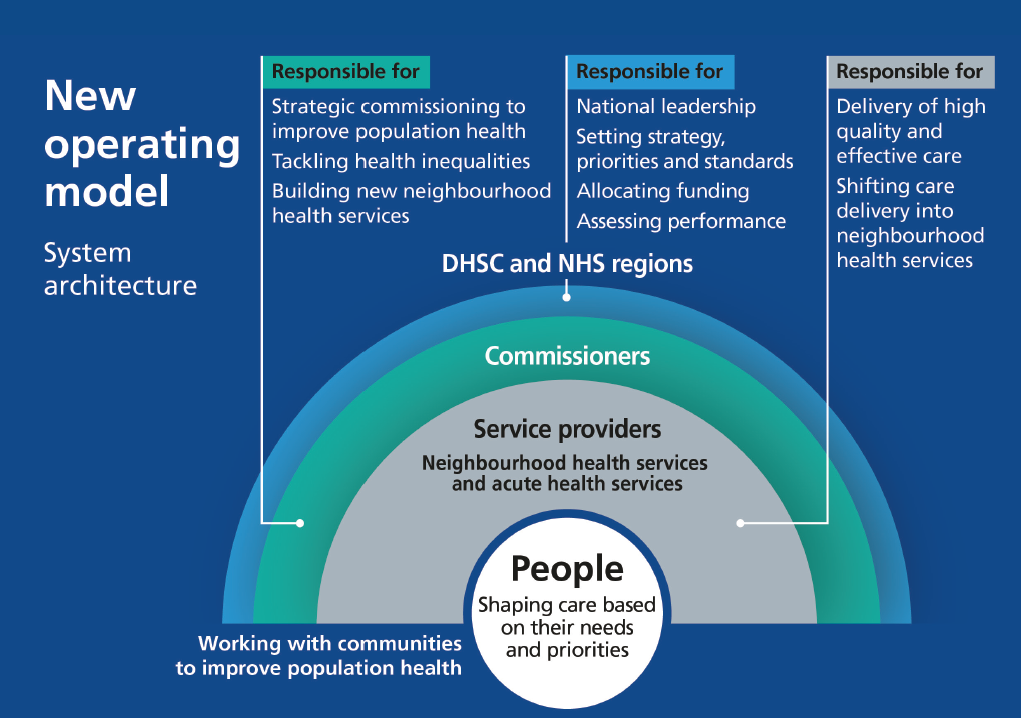 New
operating
model
System
architecture
Responsible for
Strategic commissioning to
improve population health
Tackling health inequalities
Building new neighbourhood
health services
Responsible for
National leadership
Setting strategy,
priorities and standards
Allocating funding
Assessing performance
Responsible for
Delivery of high
quality and
effective care
Shifting care
delivery into
neighbourhood
health services
DHSC and NHS regions
Commissioners
Service providers
Neighbourhood health services
and acute health services
People
Shaping care based
on their needs
and priorities
Working with communities
to improve population health